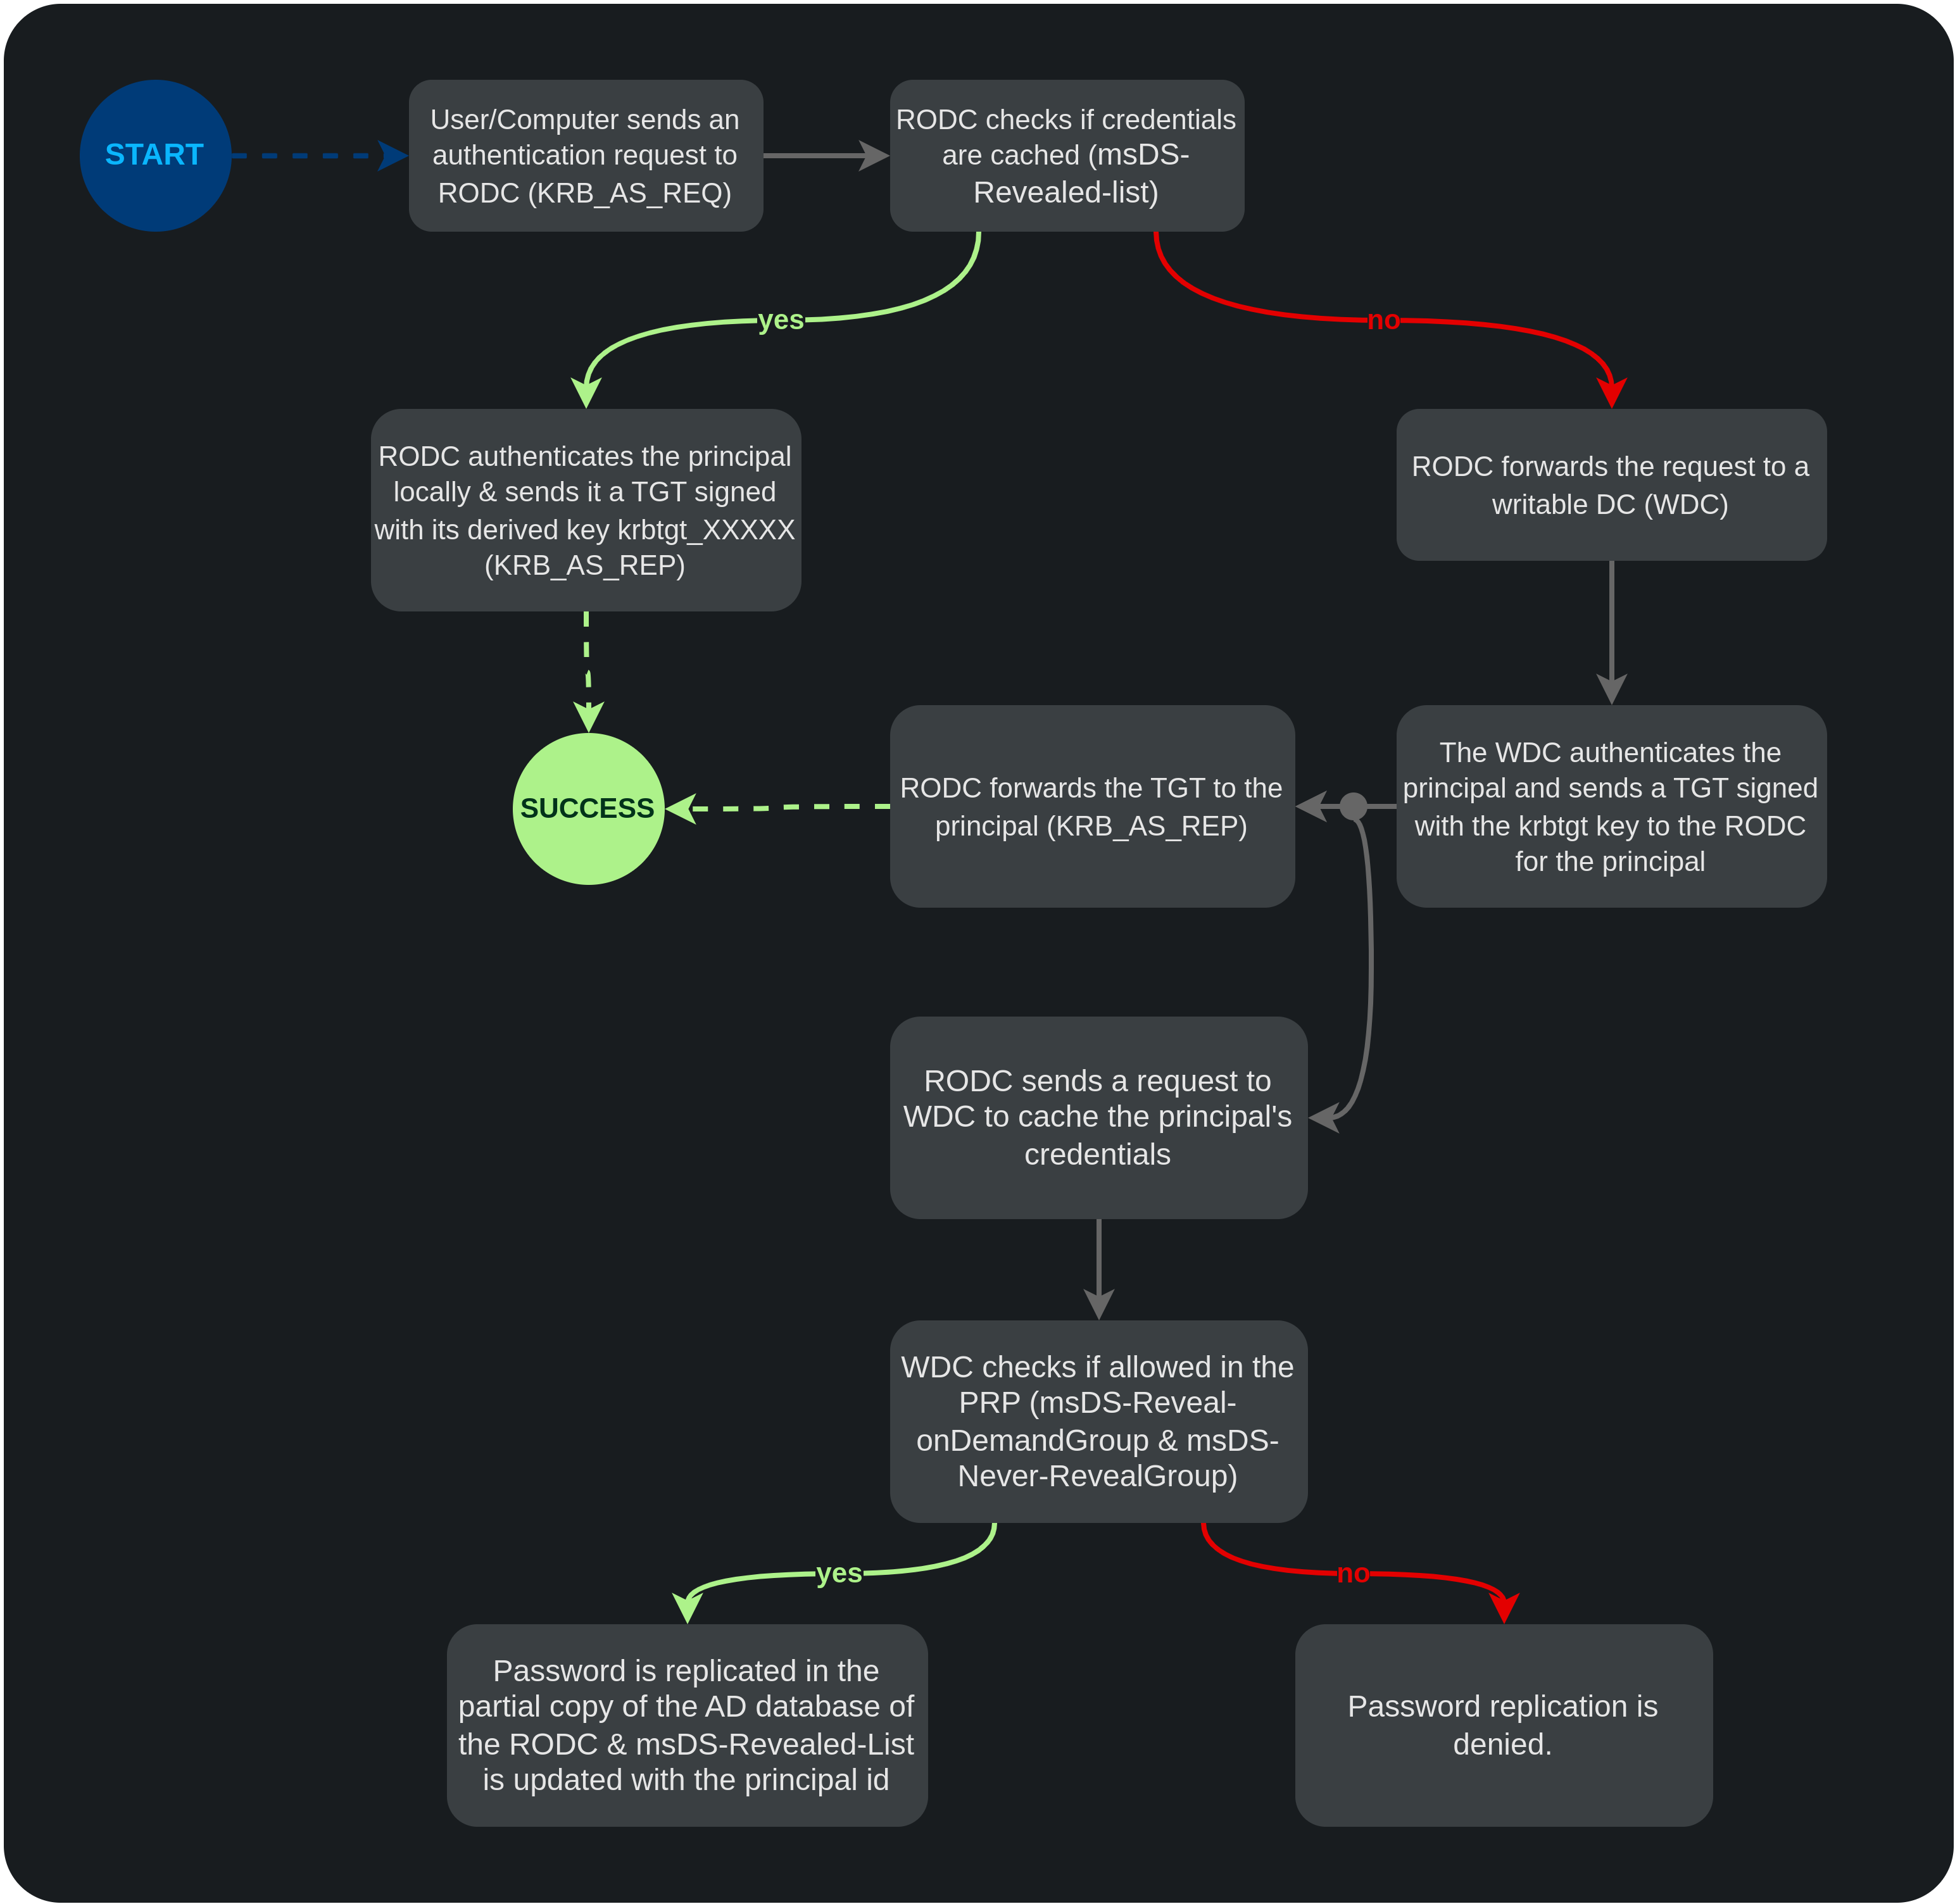 START
User/Computer sends an
authentication request to
RODC (KRB_AS_REQ)
RODC checks if credentials
are cached (msDS-
Revealed-list)
yes
no
RODC authenticates the principal
locally & sends it a TGT signed
with its derived key krbtgt_XXXXX
(KRB_AS_REP)
RODC forwards the request to a
writable DC (WDC)
SUCCESS
RODC forwards the TGT to the
principal (KRB_AS_REP)
The WDC authenticates the
principal and sends a TGT signed
with the krbtgt key to the RODC
for the principal
RODC sends a request to
WDC to cache the principal's
credentials
WDC checks if allowed in the
PRP (msDS-Reveal-
onDemandGroup & msDS-
Never-RevealGroup)
yes
no
Password is replicated in the
partial copy of the AD database of
the RODC & msDS-Revealed-List
is updated with the principal id
Password replication is
denied.